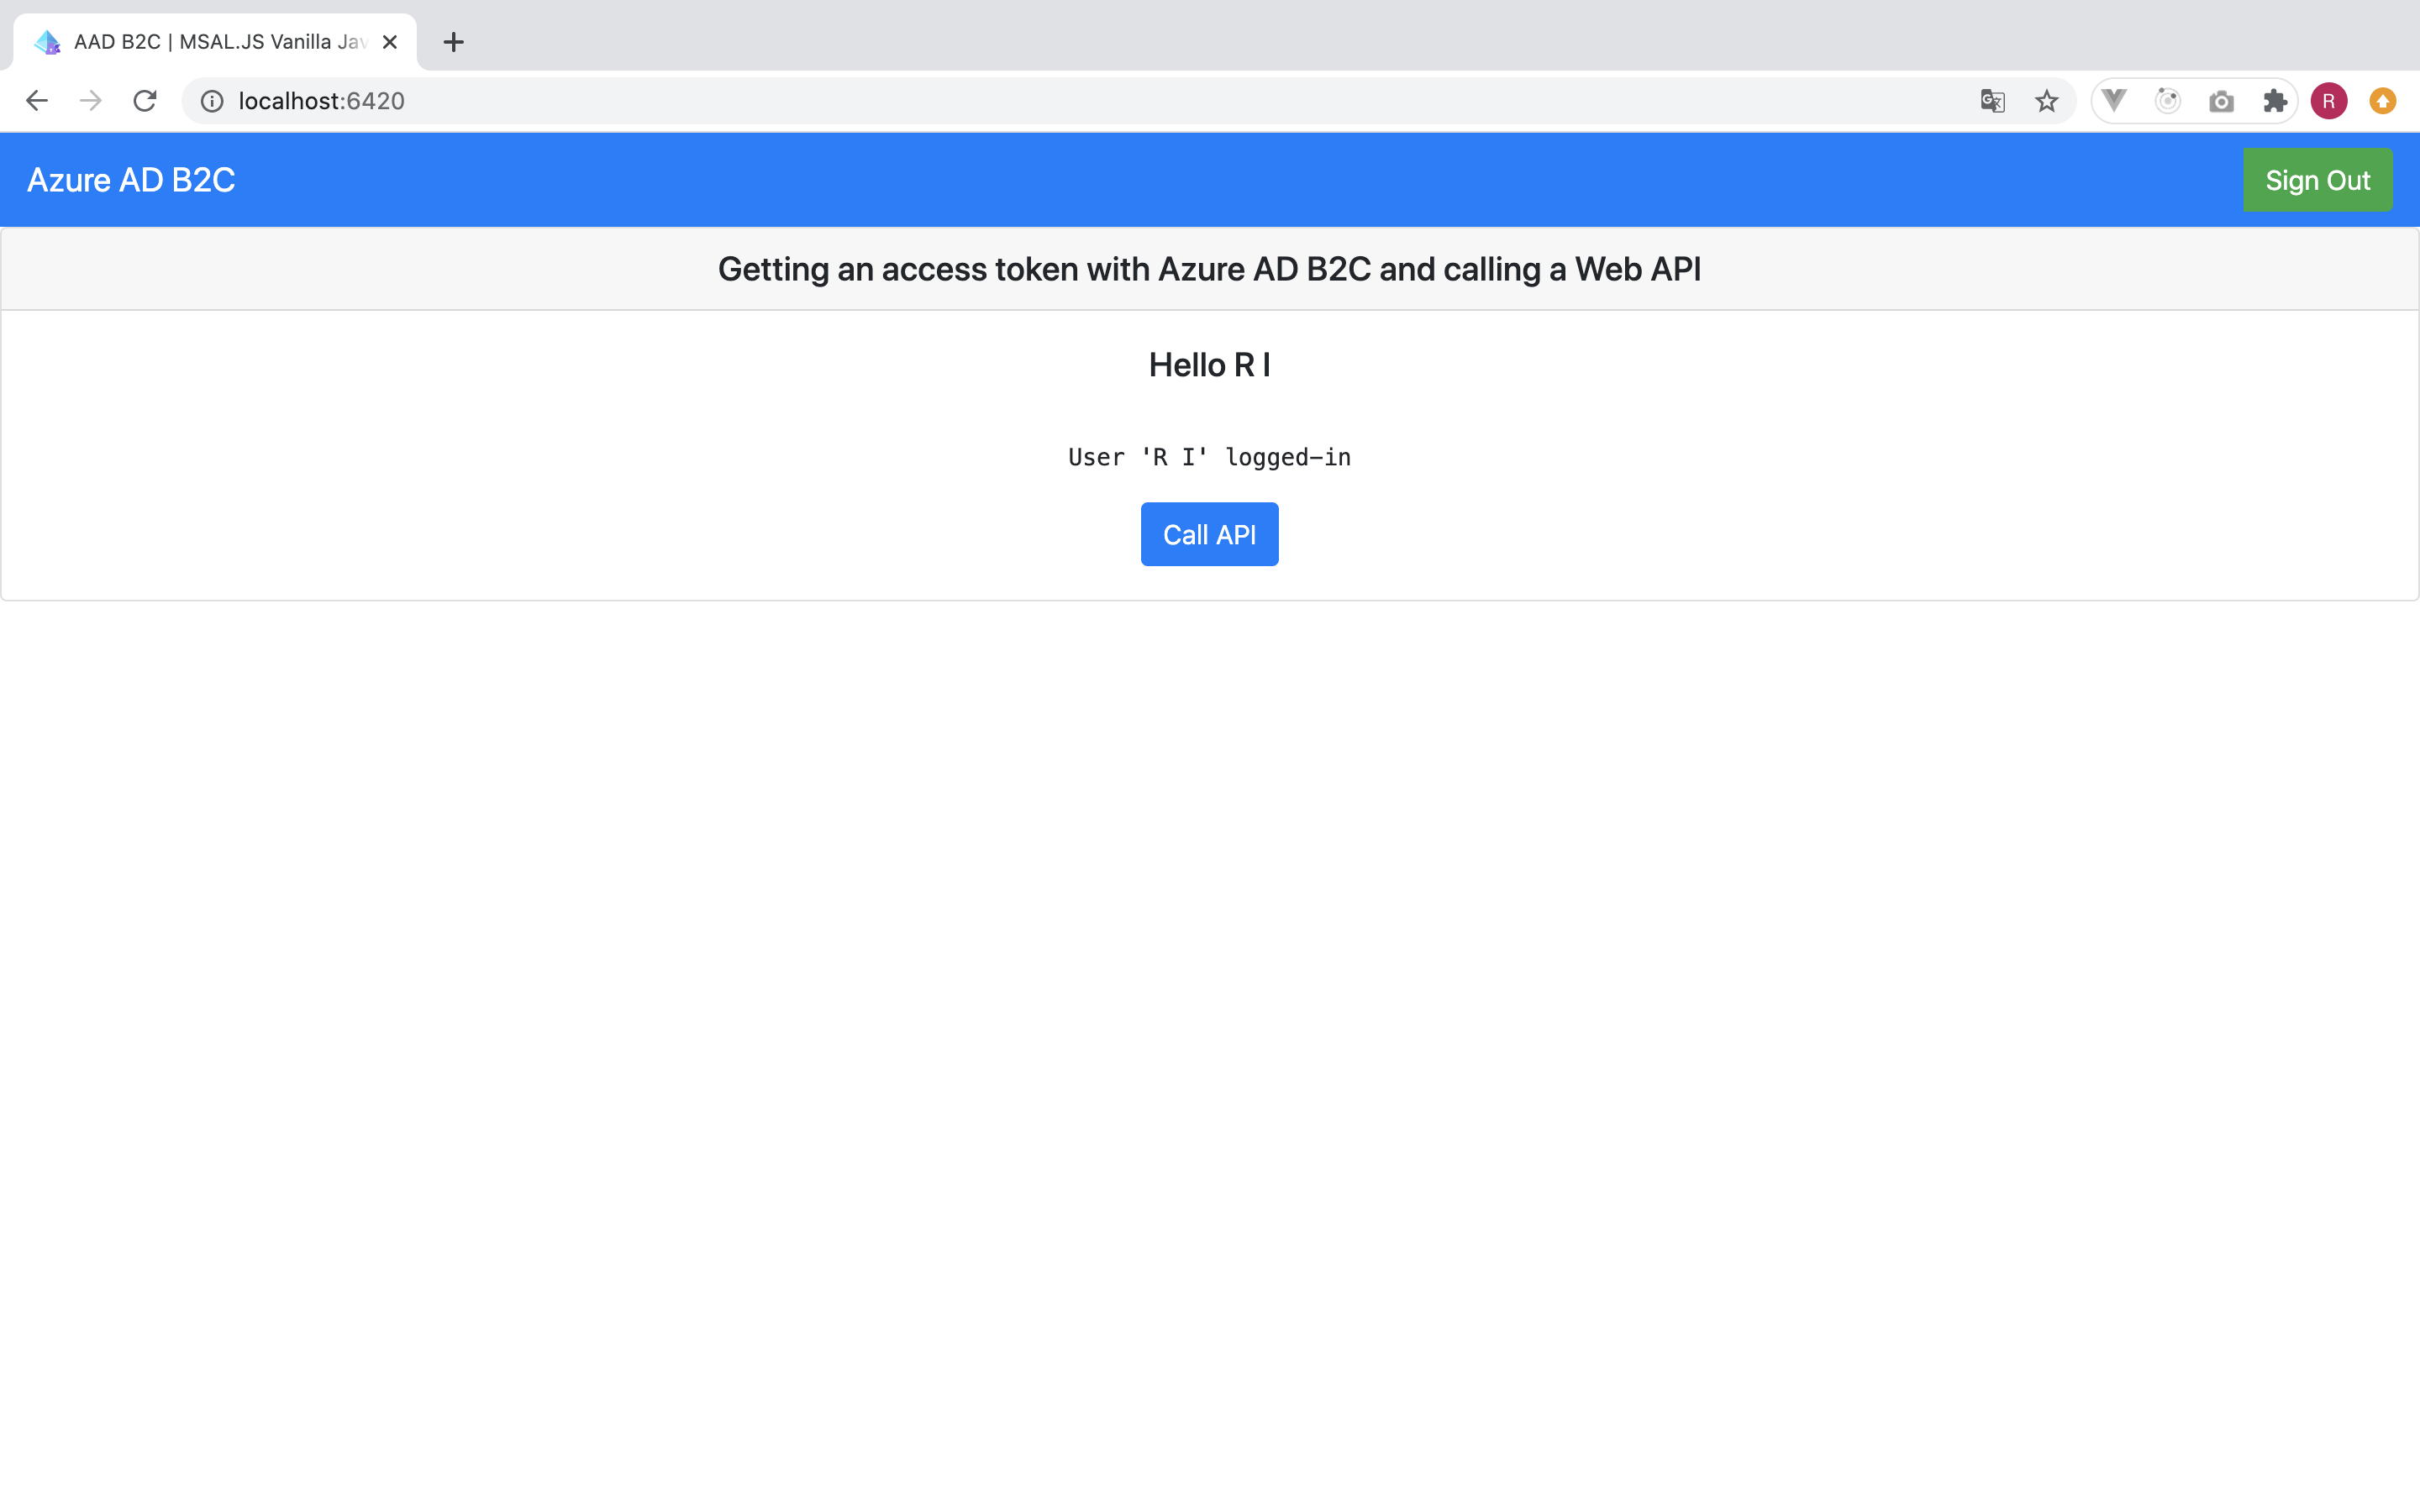 AAD B2C | MSAL.JS Vanilla Jav
localhost:6420
R
Azure AD B2C
Sign Out
Getting an access token with Azure AD B2C and calling a Web API
Hello R I
User 'R I' logged-in
Call API